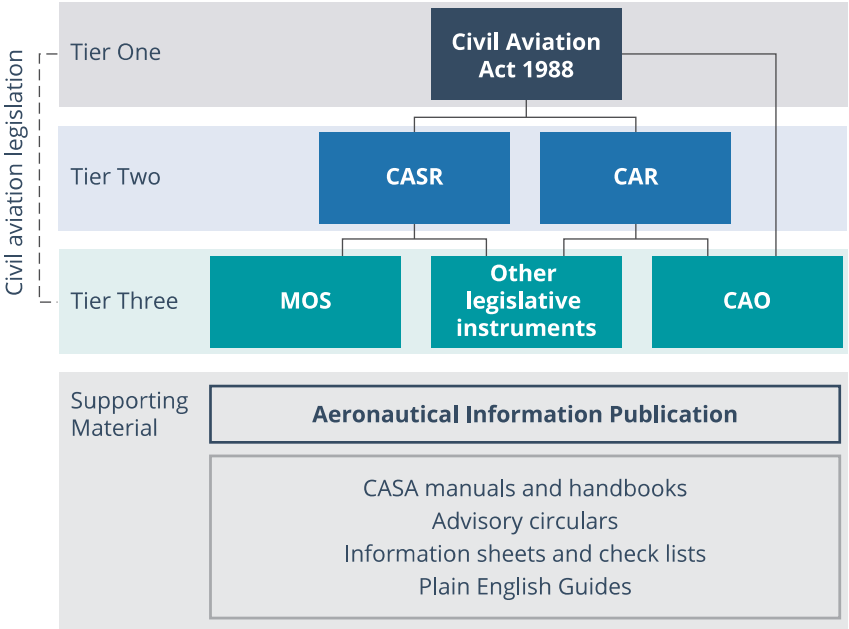 Civil aviation legislation
Tier One
Civil Aviation
Act 1988
Tier Two
CASR
CAR
Tier Three
MOS
Other
legislative
instruments
CAO
Supporting
Material
Aeronautical Information Publication
CASA manuals and handbooks
Advisory circulars
Information sheets and check lists
Plain English Guides